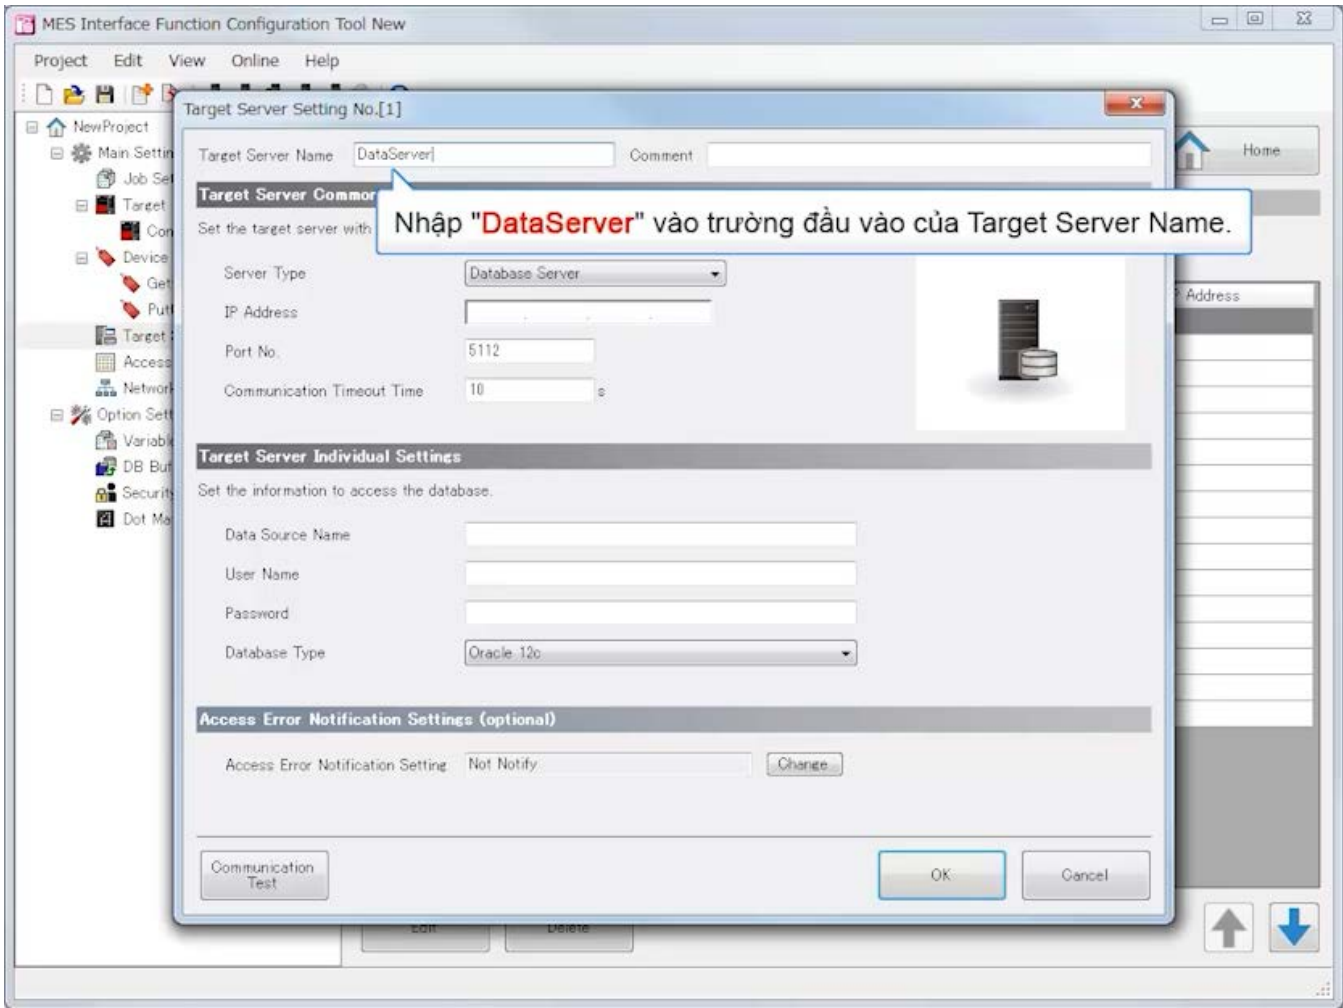 MES Interface Function Configuration Tool New
Project Edit View Online Help
Target Server Setting No.[1]
NewProject
Main Settin
Job Se
Target
Con
Device
Get
Put
Target
Access
Network
Option Sett
Variable
DB Buf
Security
Dot Ma
Home
Target Server Name DataServer Comment
Target Server Common
Nhập "DataServer" vào trường đầu vào của Target Server Name.
Set the target server with
Server Type Database Server
IP Address
Address
Port No. 5112
Communication Timeout Time 10 s
Target Server Individual Settings
Set the information to access the database.
Data Source Name
User Name
Password
Database Type Oracle 12c
Access Error Notification Settings (optional)
Access Error Notification Setting Not Notify Change
Communication
Test
OK Cancel
Edit Delete